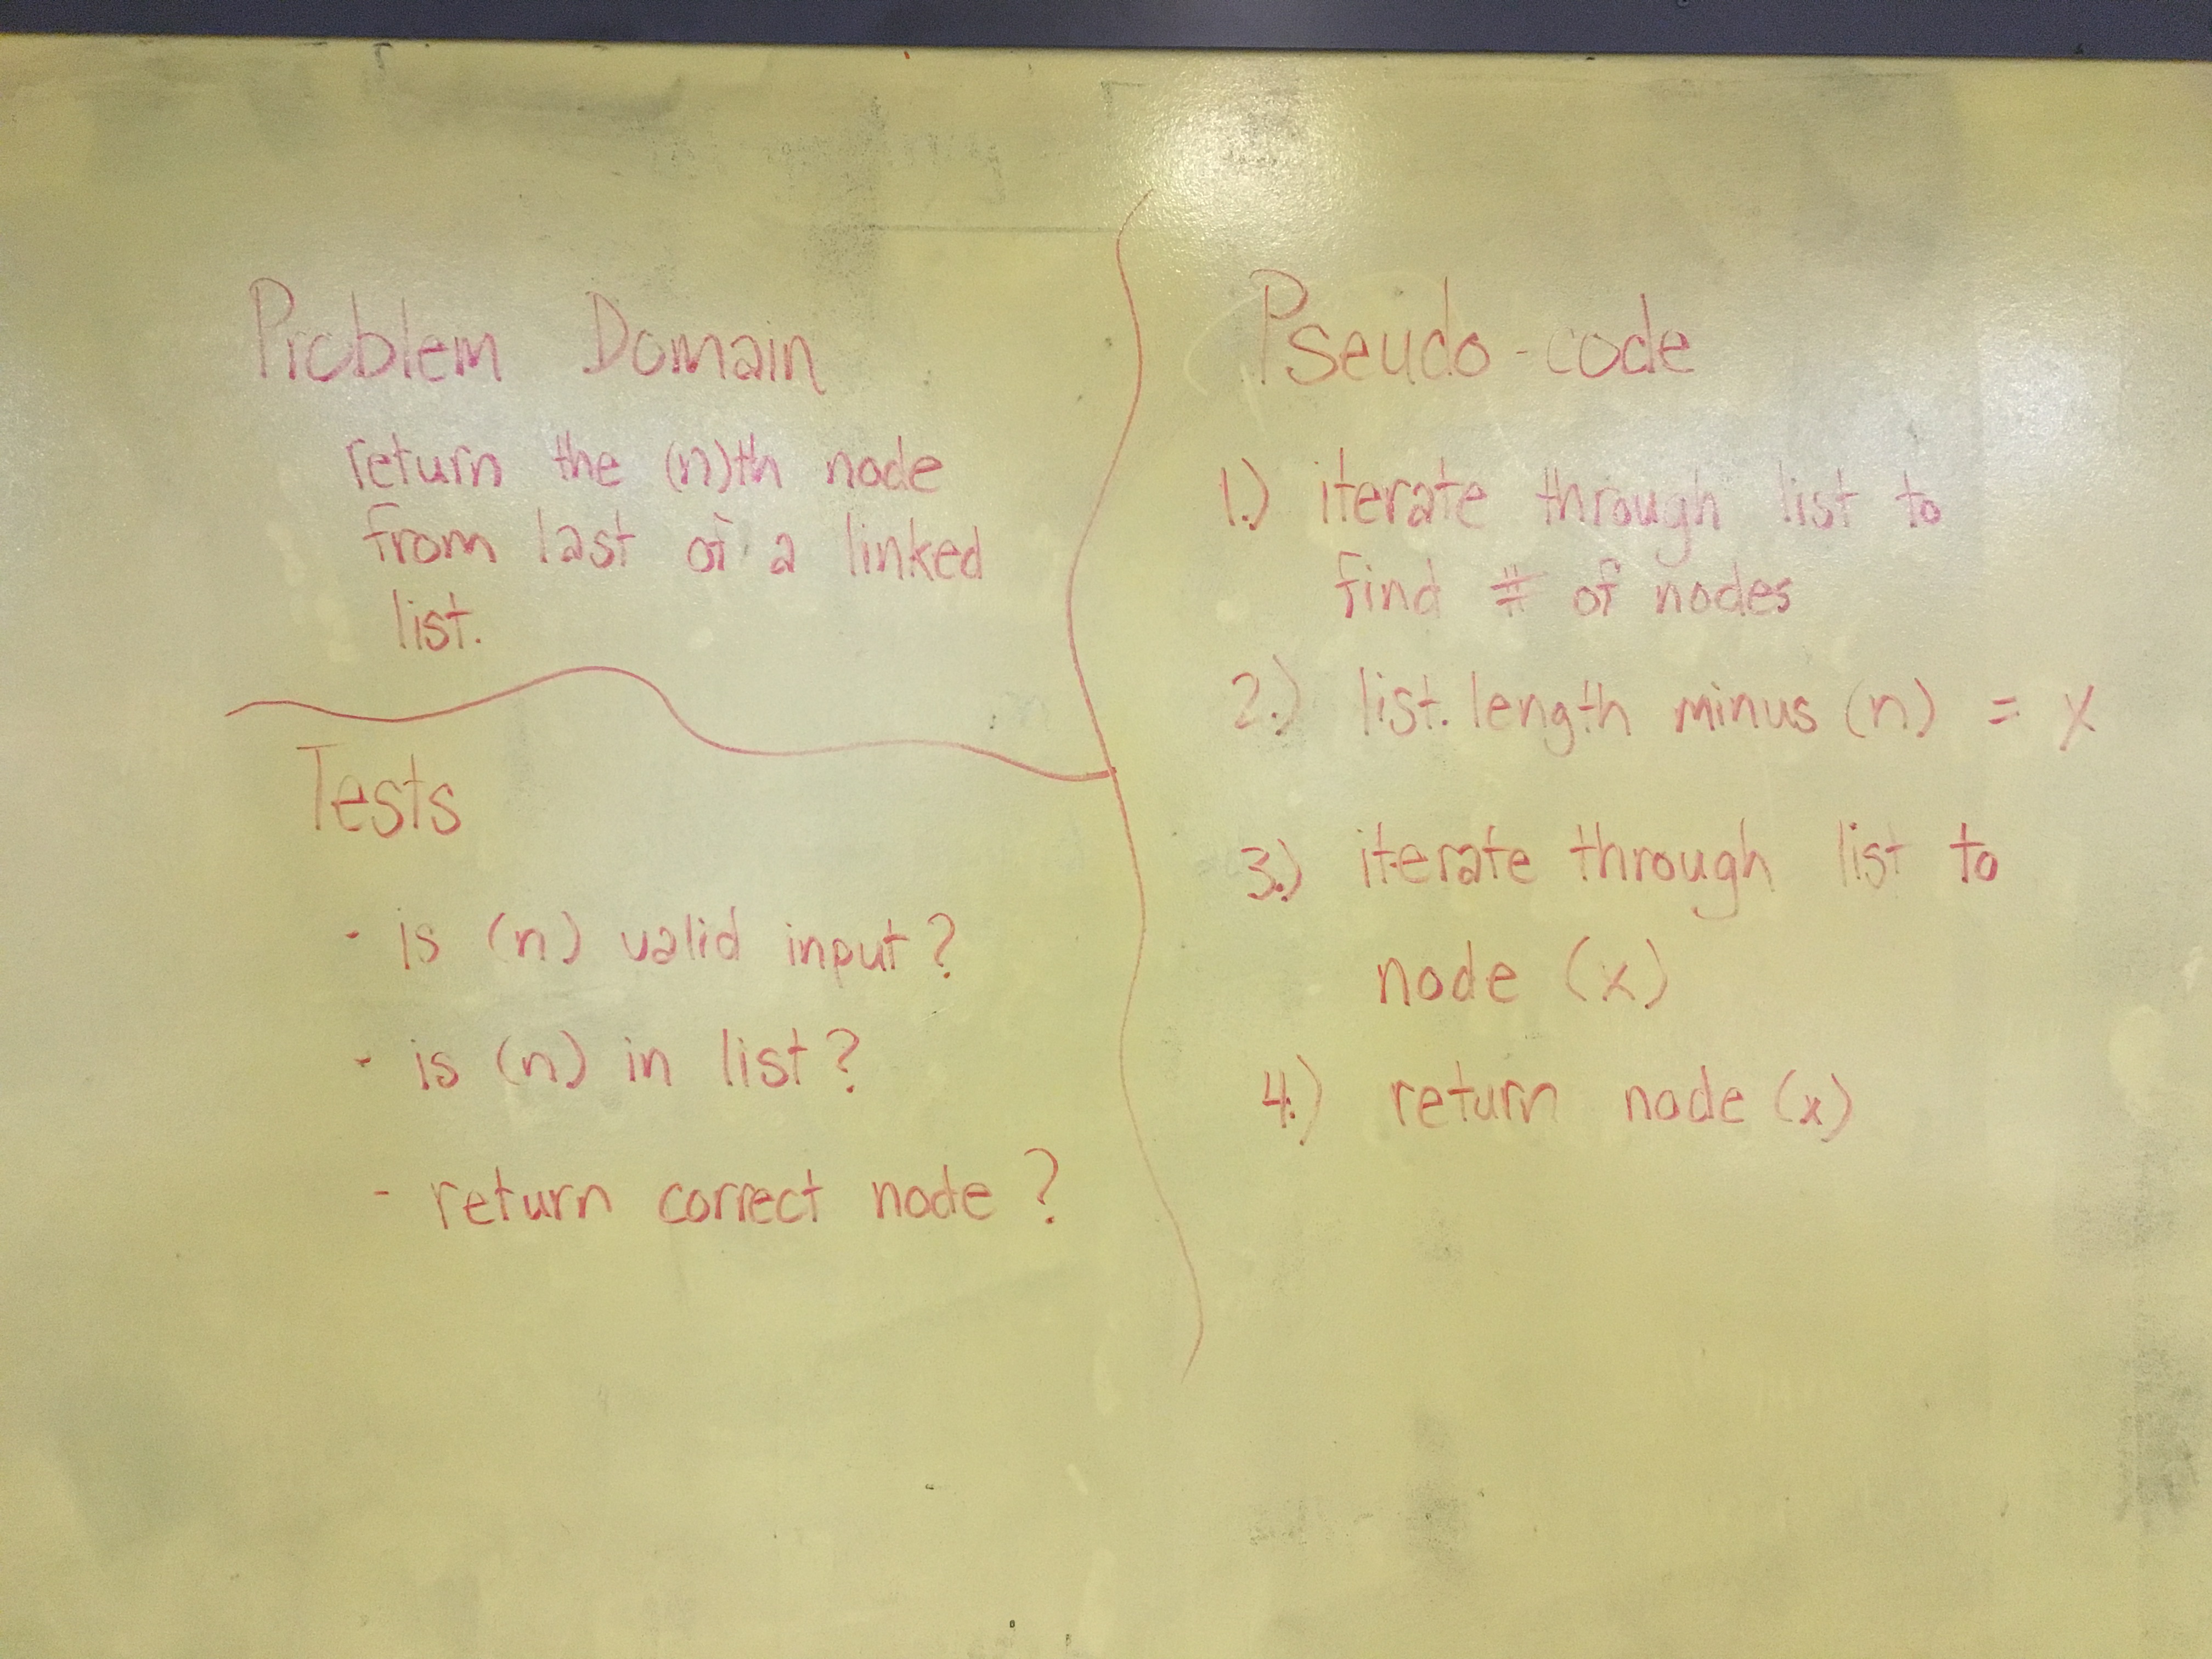 Problem Domain
return the (n)th node
from last of a linked
list.
Tests
- is (n) valid input?
- is (n) in list?
- return correct node?
Pseudo-code
1.) iterate through list to
find # of nodes
2.) list.length minus (n) = x
3.) iterate through list to
node (x)
4.) return node (x)